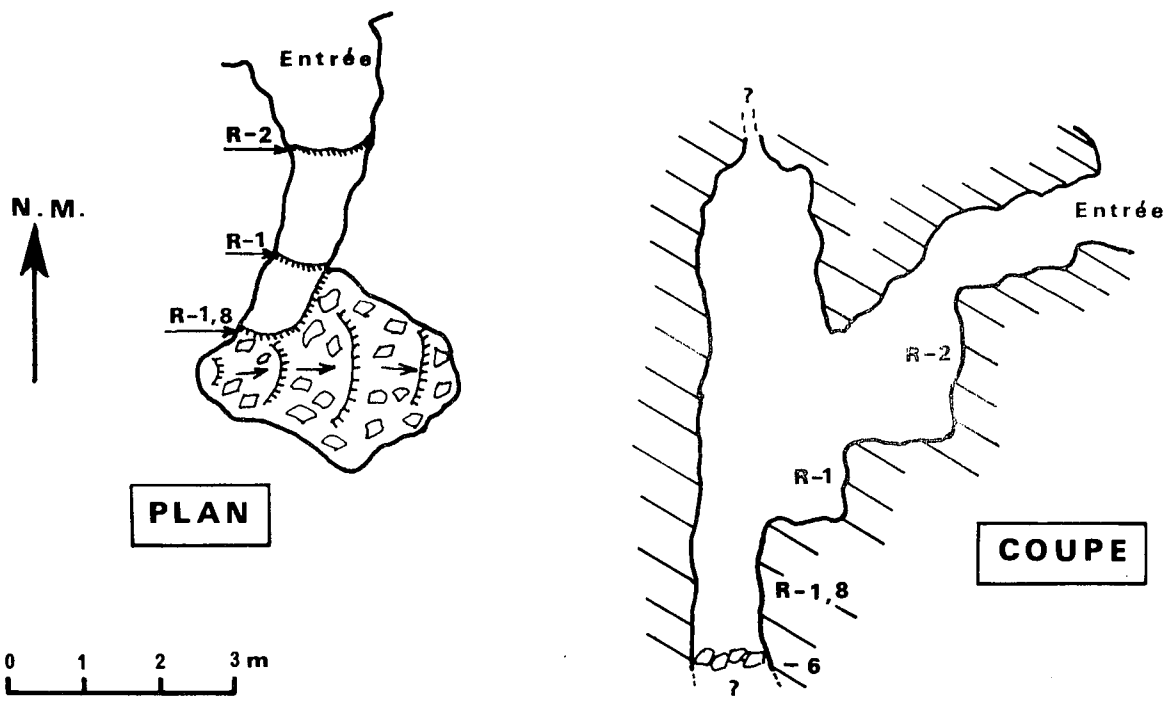 Entrée
R-2
N.M.
R-1
R-1,8
PLAN
0 1 2 3 m
?
Entrée
R-2
R-1
COUPE
R-1,8
-6
?